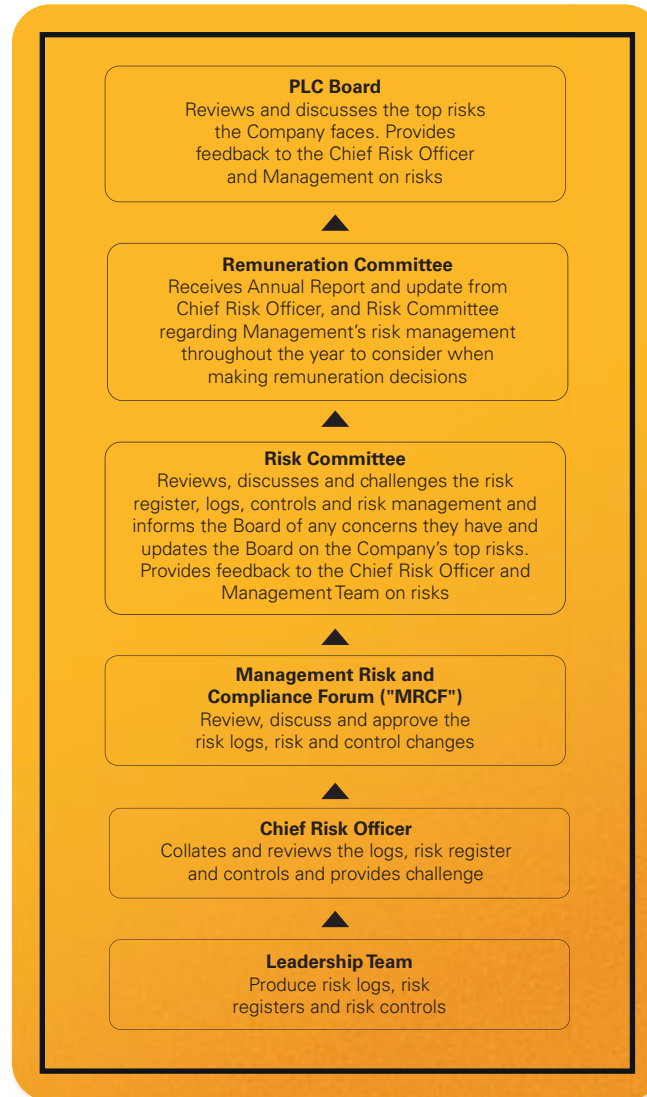 PLC Board
Reviews and discusses the top risks
the Company faces. Provides
feedback to the Chief Risk Officer
and Management on risks
Remuneration Committee
Receives Annual Report and update from
Chief Risk Officer, and Risk Committee
regarding Management's risk management
throughout the year to consider when
making remuneration decisions
Risk Committee
Reviews, discusses and challenges the risk
register, logs, controls and risk management and
informs the Board of any concerns they have and
updates the Board on the Company's top risks.
Provides feedback to the Chief Risk Officer and
Management Team on risks
Management Risk and
Compliance Forum ("MRCF")
Review, discuss and approve the
risk logs, risk and control changes
Chief Risk Officer
Collates and reviews the logs, risk register
and controls and provides challenge
Leadership Team
Produce risk logs, risk
registers and risk controls